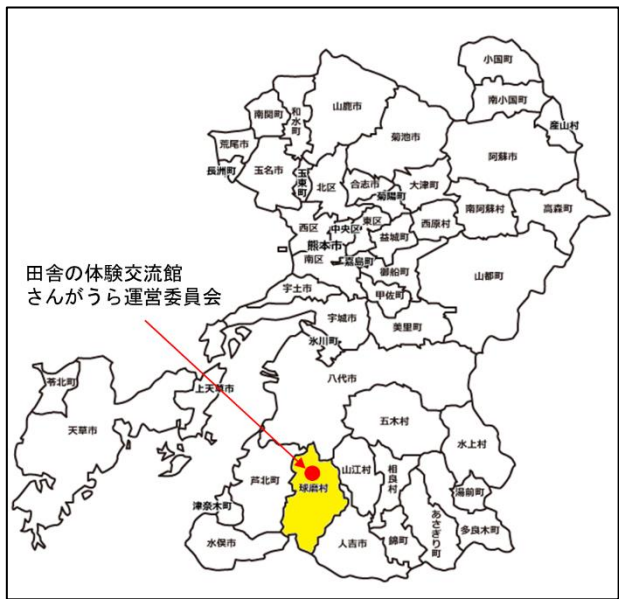 小国町
南小国町
産山村
山鹿市
和水町
南関町
菊池市
荒尾市
阿蘇市
長洲町
玉名市
玉東町
北区
合志市
菊陽町
大津町
西区
中央区
東区
西原村
南阿蘇村
高森町
熊本市
益城町
南区
嘉島町
御船町
山都町
田舎の体験交流館
さんがうら運営委員会
宇土市
甲佐町
宇城市
美里町
氷川町
八代市
上天草市
苓北町
天草市
五木村
水上村
芦北町
球磨村
山江村
相良村
湯前町
津奈木町
あさぎり町
多良木町
水俣市
人吉市
錦町